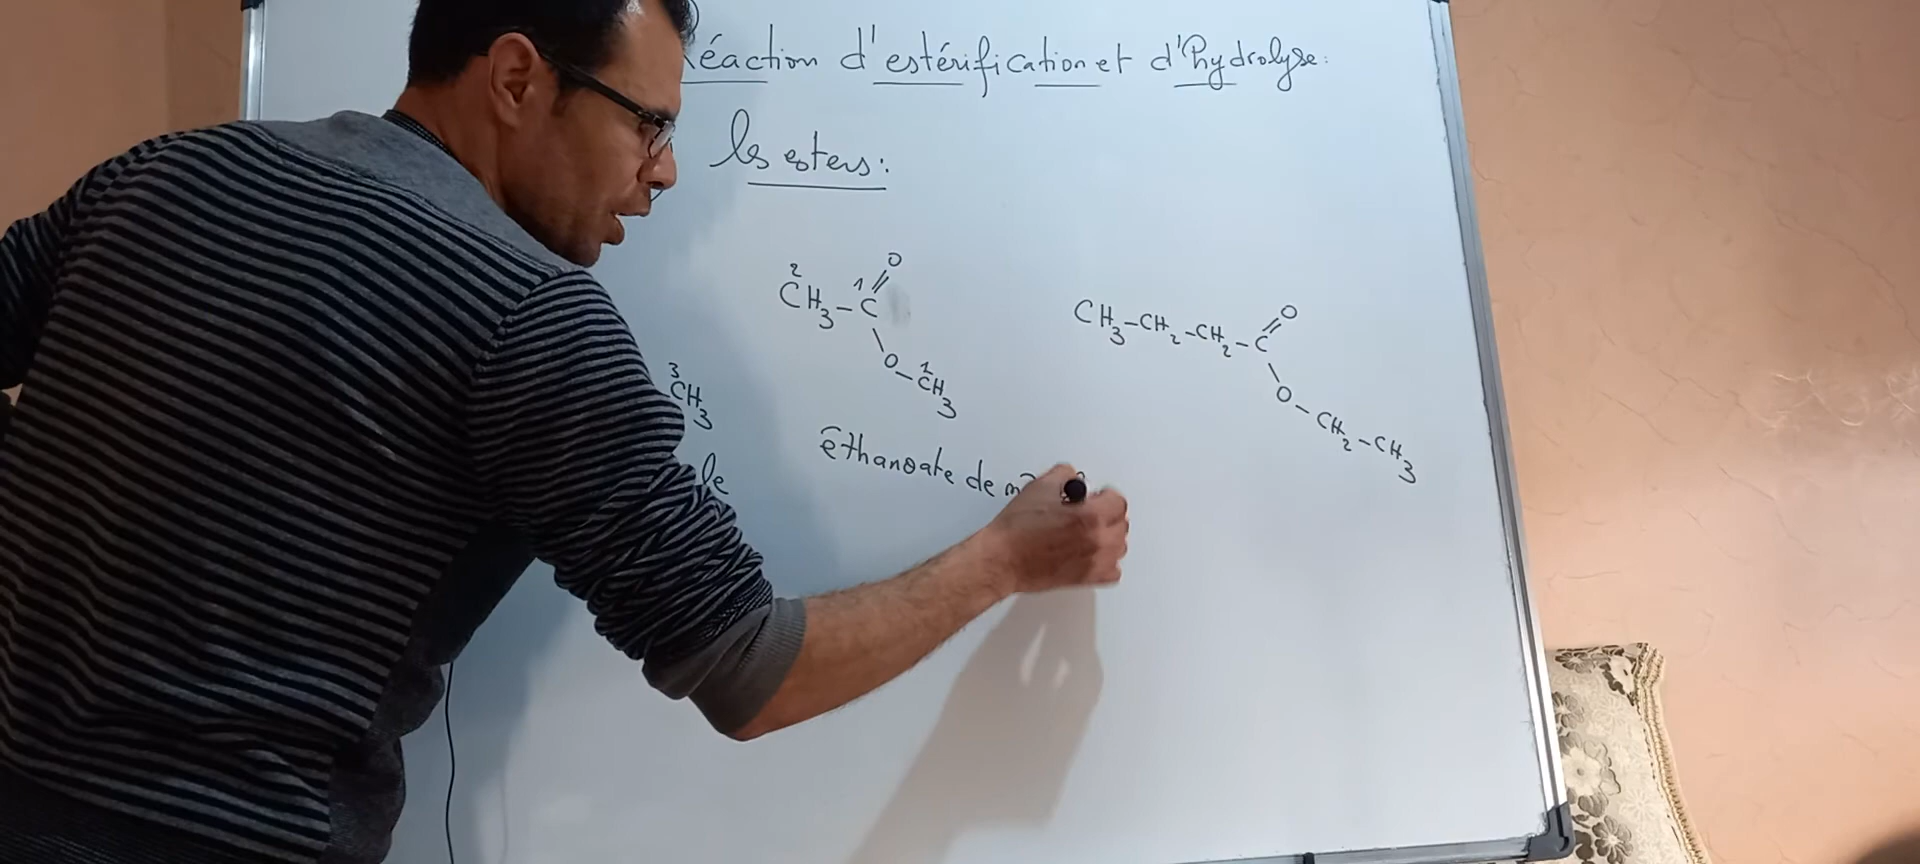 Réaction d'estérification et d'hydrolyse:
les esters:
2 1 O
CH3-C
O-CH3
1
éthanoate de
CH3-CH2-CH2-C
O
O-CH2-CH3
3
CH3
le